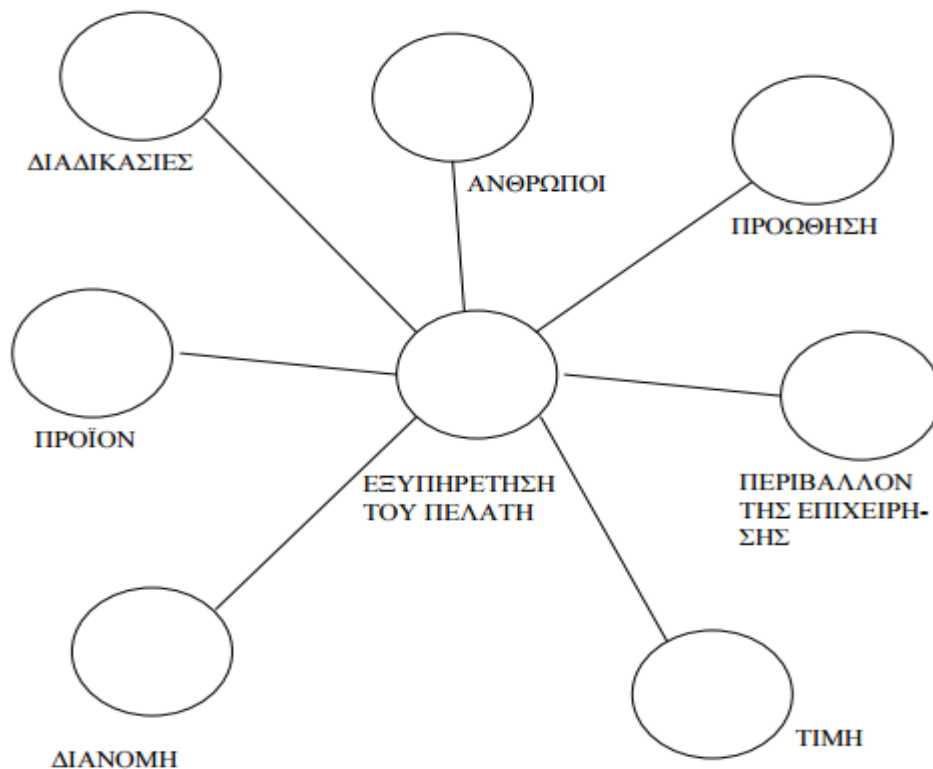 ΔΙΑΔΙΚΑΣΙΕΣ
ΑΝΘΡΩΠΟΙ
ΠΡΟΩΘΗΣΗ
ΠΡΟΪΟΝ
ΕΞΥΠΗΡΕΤΗΣΗ
ΤΟΥ ΠΕΛΑΤΗ
ΠΕΡΙΒΑΛΛΟΝ
ΤΗΣ ΕΠΙΧΕΙΡΗ-
ΣΗΣ
ΔΙΑΝΟΜΗ
ΤΙΜΗ